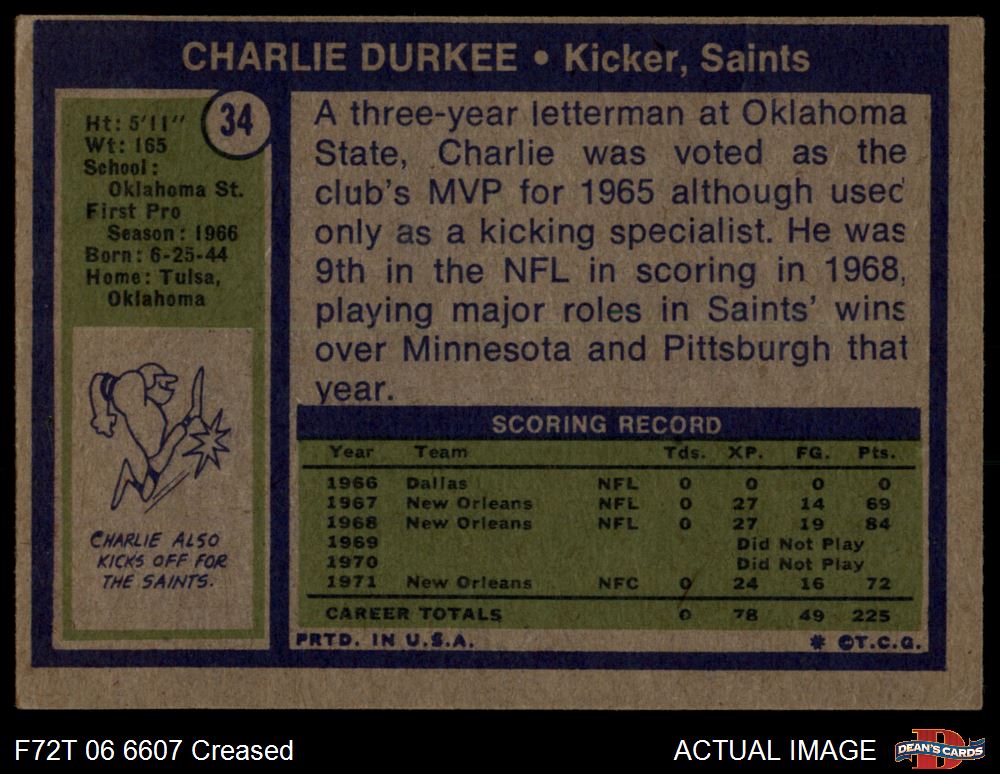 CHARLIE DURKEE • Kicker, Saints
34
Ht: 5'11"
Wt: 165
School:
Oklahoma St.
First Pro
Season: 1966
Born: 6-25-44
Home: Tulsa,
Oklahoma
CHARLIE ALSO
KICKS OFF FOR
THE SAINTS.
A three-year letterman at Oklahoma
State, Charlie was voted as the
club's MVP for 1965 although used
only as a kicking specialist. He was
9th in the NFL in scoring in 1968,
playing major roles in Saints' wins
over Minnesota and Pittsburgh that
year.
SCORING RECORD
Year Team Tds. XP. FG. Pts.
1966 Dallas NFL 0 0 0 0
1967 New Orleans NFL 0 27 14 69
1968 New Orleans NFL 0 27 19 84
1969 Did Not Play
1970 Did Not Play
1971 New Orleans NFC 0 24 16 72
CAREER TOTALS 0 78 49 225
PRTD. IN U.S.A. * ©T.C.G.
F72T 06 6607 Creased ACTUAL IMAGE
D
DEAN'S CARDS